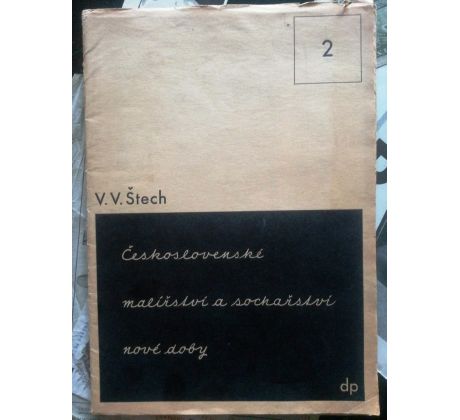 2
V. V. Štech
Československé
malířství a sochařství
nové doby
dp